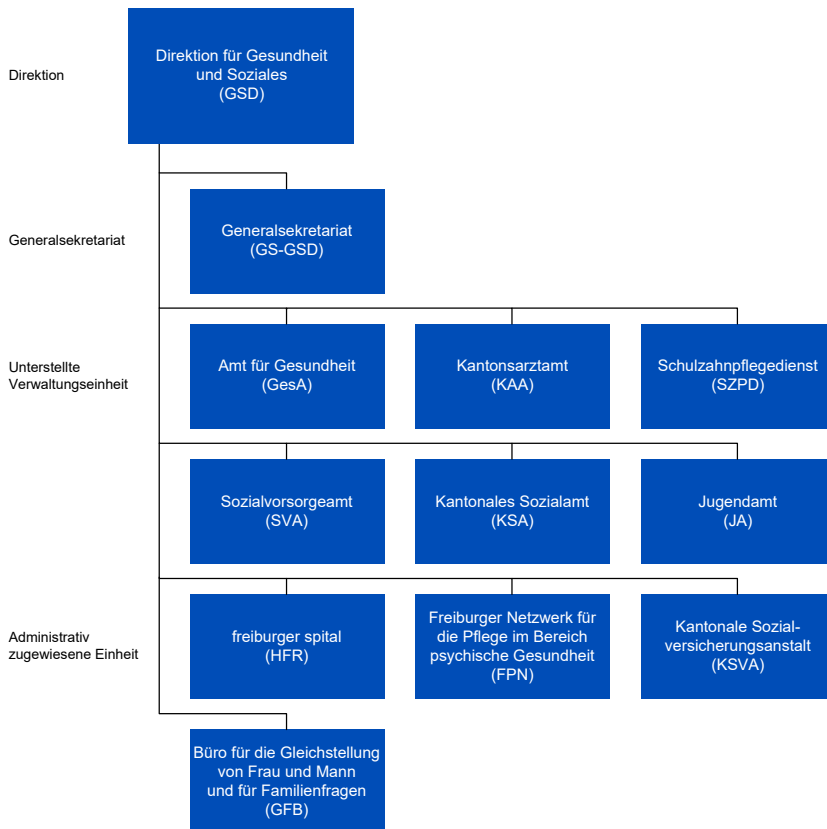 Direktion
Direktion für Gesundheit
und Soziales
(GSD)
Generalsekretariat
Generalsekretariat
(GS-GSD)
Unterstellte
Verwaltungseinheit
Amt für Gesundheit
(GesA)
Kantonsarztamt
(KAA)
Schulzahnpflegedienst
(SZPD)
Sozialvorsorgeamt
(SVA)
Kantonales Sozialamt
(KSA)
Jugendamt
(JA)
Administrativ
zugewiesene Einheit
freiburger spital
(HFR)
Freiburger Netzwerk für
die Pflege im Bereich
psychische Gesundheit
(FPN)
Kantonale Sozial-
versicherungsanstalt
(KSVA)
Büro für die Gleichstellung
von Frau und Mann
und für Familienfragen
(GFB)